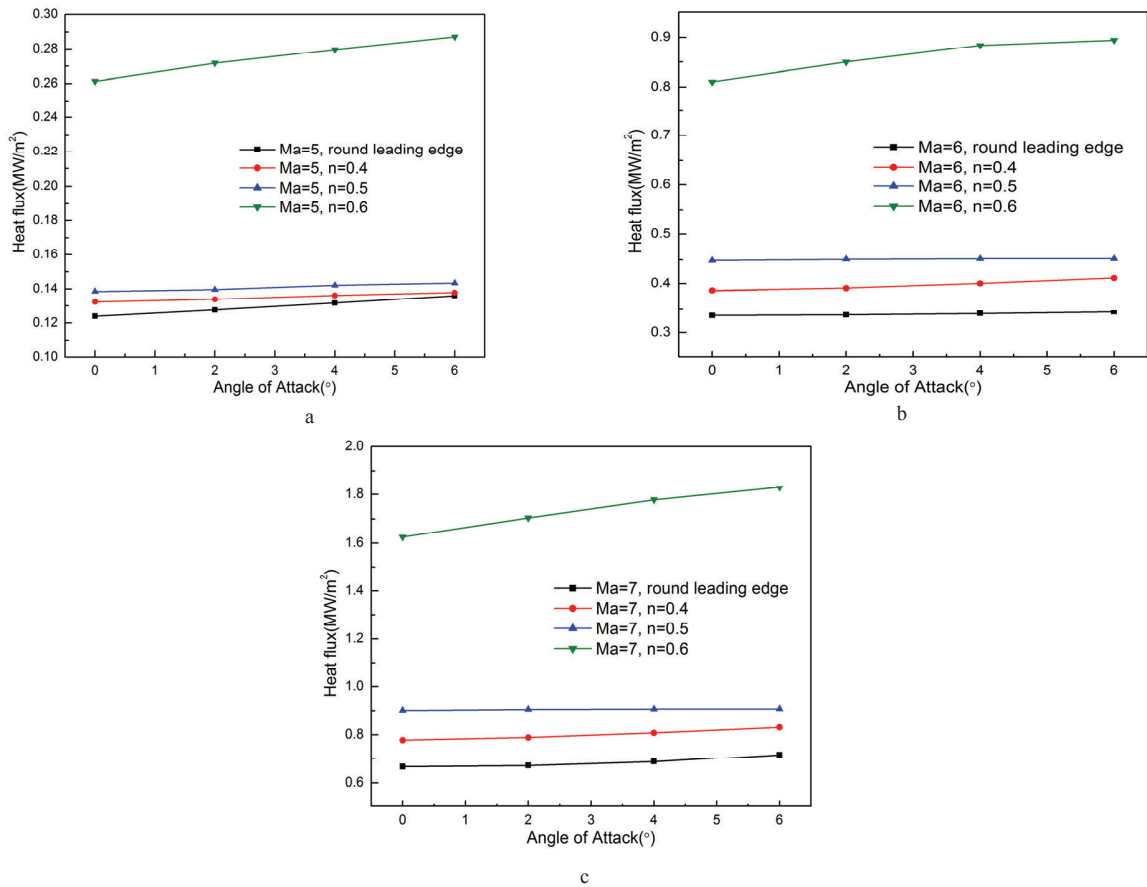 0.30
0.28
0.26
0.24
0.22
0.20
0.18
0.16
0.14
0.12
0.10
Heat flux(MW/m²)
Ma=5, round leading edge
Ma=5, n=0.4
Ma=5, n=0.5
Ma=5, n=0.6
0 1 2 3 4 5 6
Angle of Attack(°)
a
0.9
0.8
0.7
0.6
0.5
0.4
0.3
Heat flux(MW/m²)
Ma=6, round leading edge
Ma=6, n=0.4
Ma=6, n=0.5
Ma=6, n=0.6
0 1 2 3 4 5 6
Angle of Attack(°)
b
2.0
1.8
1.6
1.4
1.2
1.0
0.8
0.6
Heat flux(MW/m²)
Ma=7, round leading edge
Ma=7, n=0.4
Ma=7, n=0.5
Ma=7, n=0.6
0 1 2 3 4 5 6
Angle of Attack(°)
c